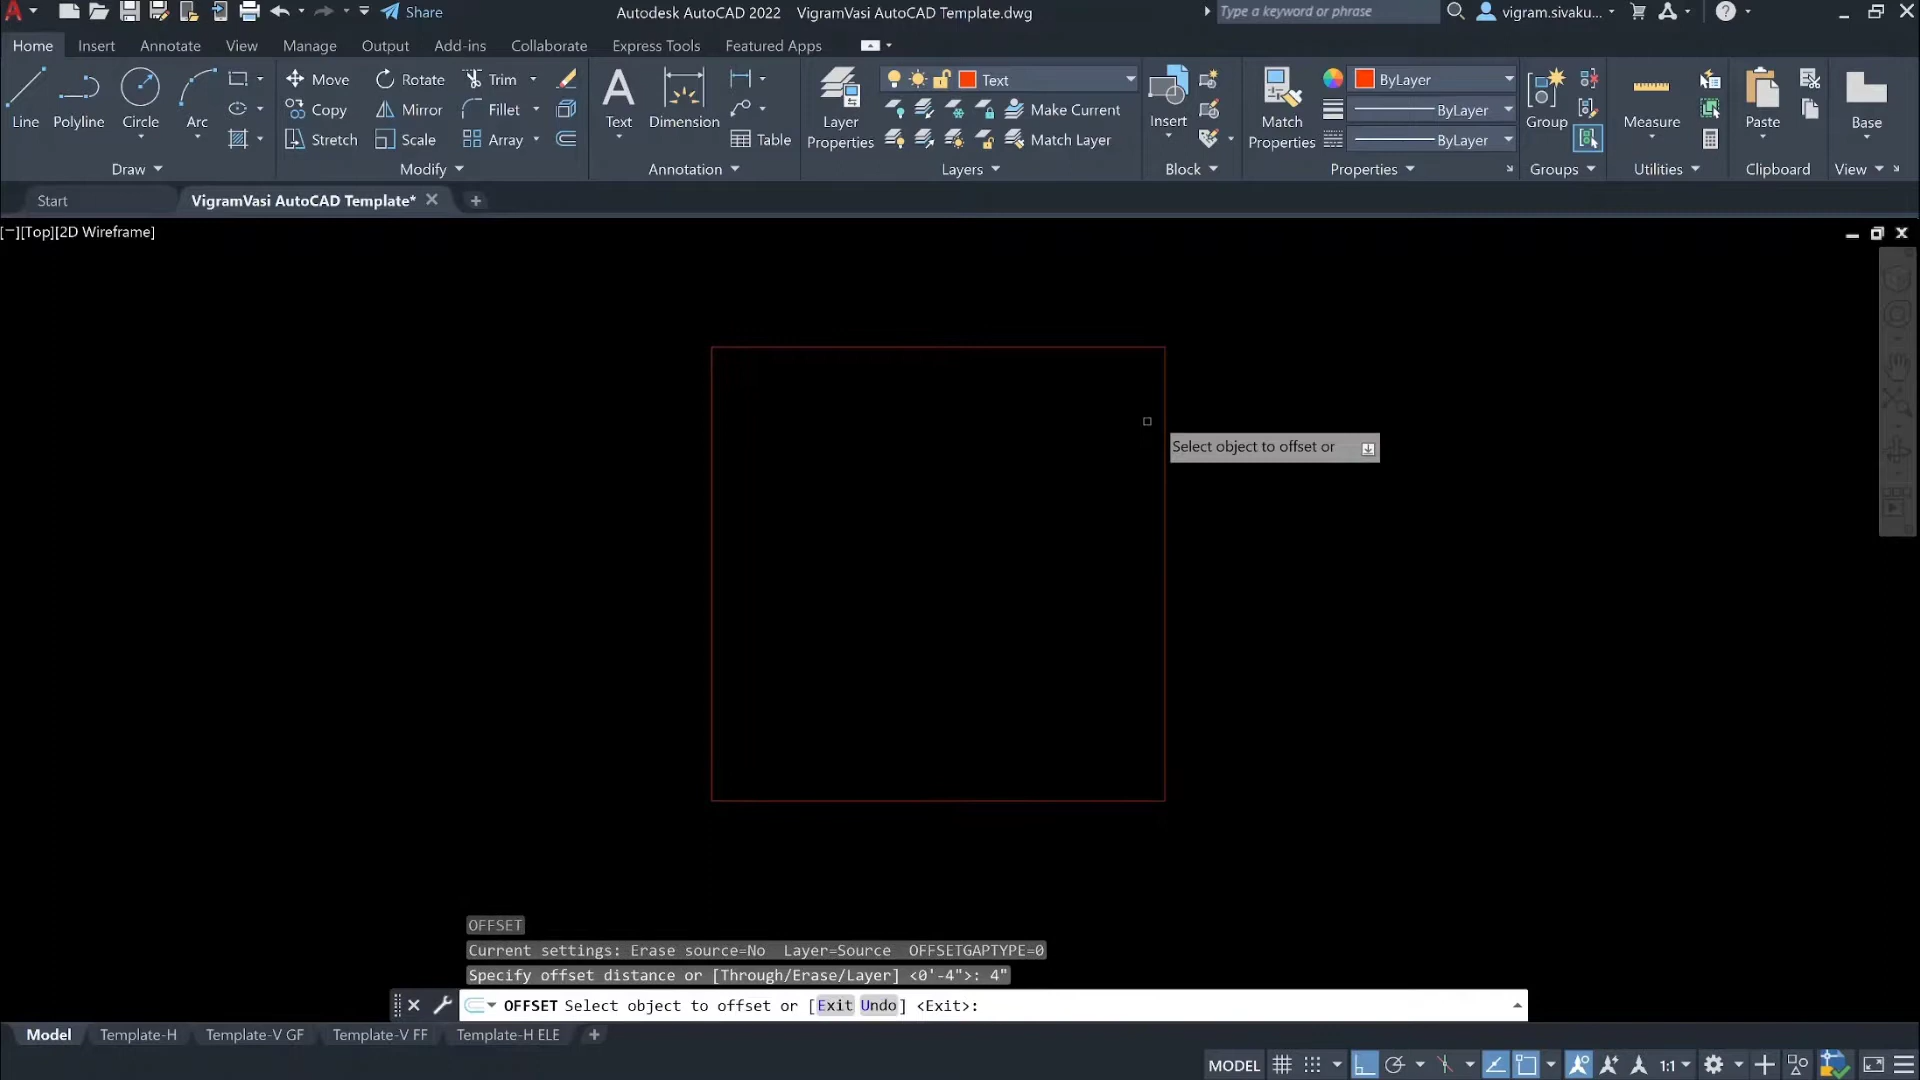 Share
Autodesk AutoCAD 2022 VigramVasi AutoCAD Template.dwg
Type a keyword or phrase
vigram.sivaku...
Home Insert Annotate View Manage Output Add-ins Collaborate Express Tools Featured Apps
Line
Polyline
Circle
Arc
Move Rotate Trim
Copy Mirror Fillet
Stretch Scale Array
Text
Dimension
Table
Layer Properties
Text
Make Current
Match Layer
Insert
Match Properties
ByLayer
ByLayer
ByLayer
Group
Measure
Paste
Base
Draw Modify Annotation Layers Block Properties Groups Utilities Clipboard View
Start VigramVasi AutoCAD Template*
[−][Top][2D Wireframe]
Select object to offset or
OFFSET
Current settings: Erase source=No Layer=Source OFFSETGAPTYPE=0
Specify offset distance or [Through/Erase/Layer] <0'-4">: 4"
OFFSET Select object to offset or [Exit Undo] <Exit>:
Model Template-H Template-V GF Template-V FF Template-H ELE
MODEL 1:1